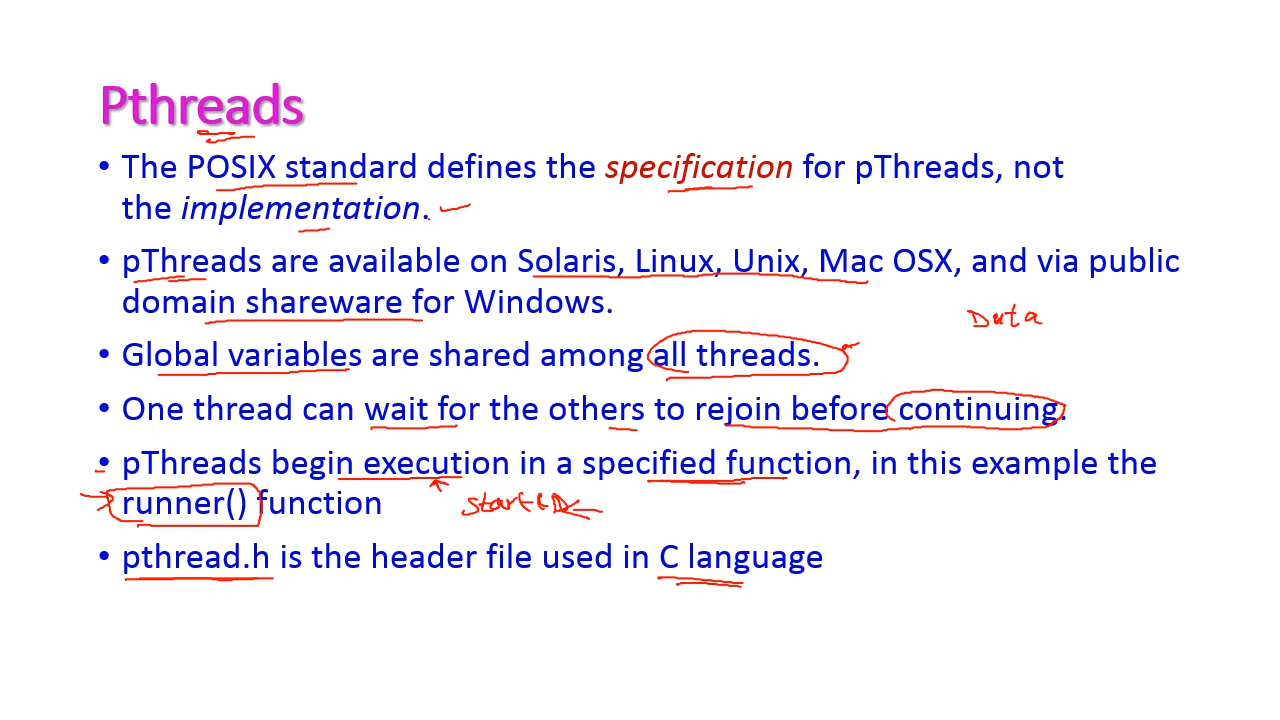 Pthreads
• The POSIX standard defines the specification for pThreads, not
the implementation.
• pThreads are available on Solaris, Linux, Unix, Mac OSX, and via public
domain shareware for Windows.
Data
• Global variables are shared among all threads.
• One thread can wait for the others to rejoin before continuing.
• pThreads begin execution in a specified function, in this example the
runner() function
start()
• pthread.h is the header file used in C language